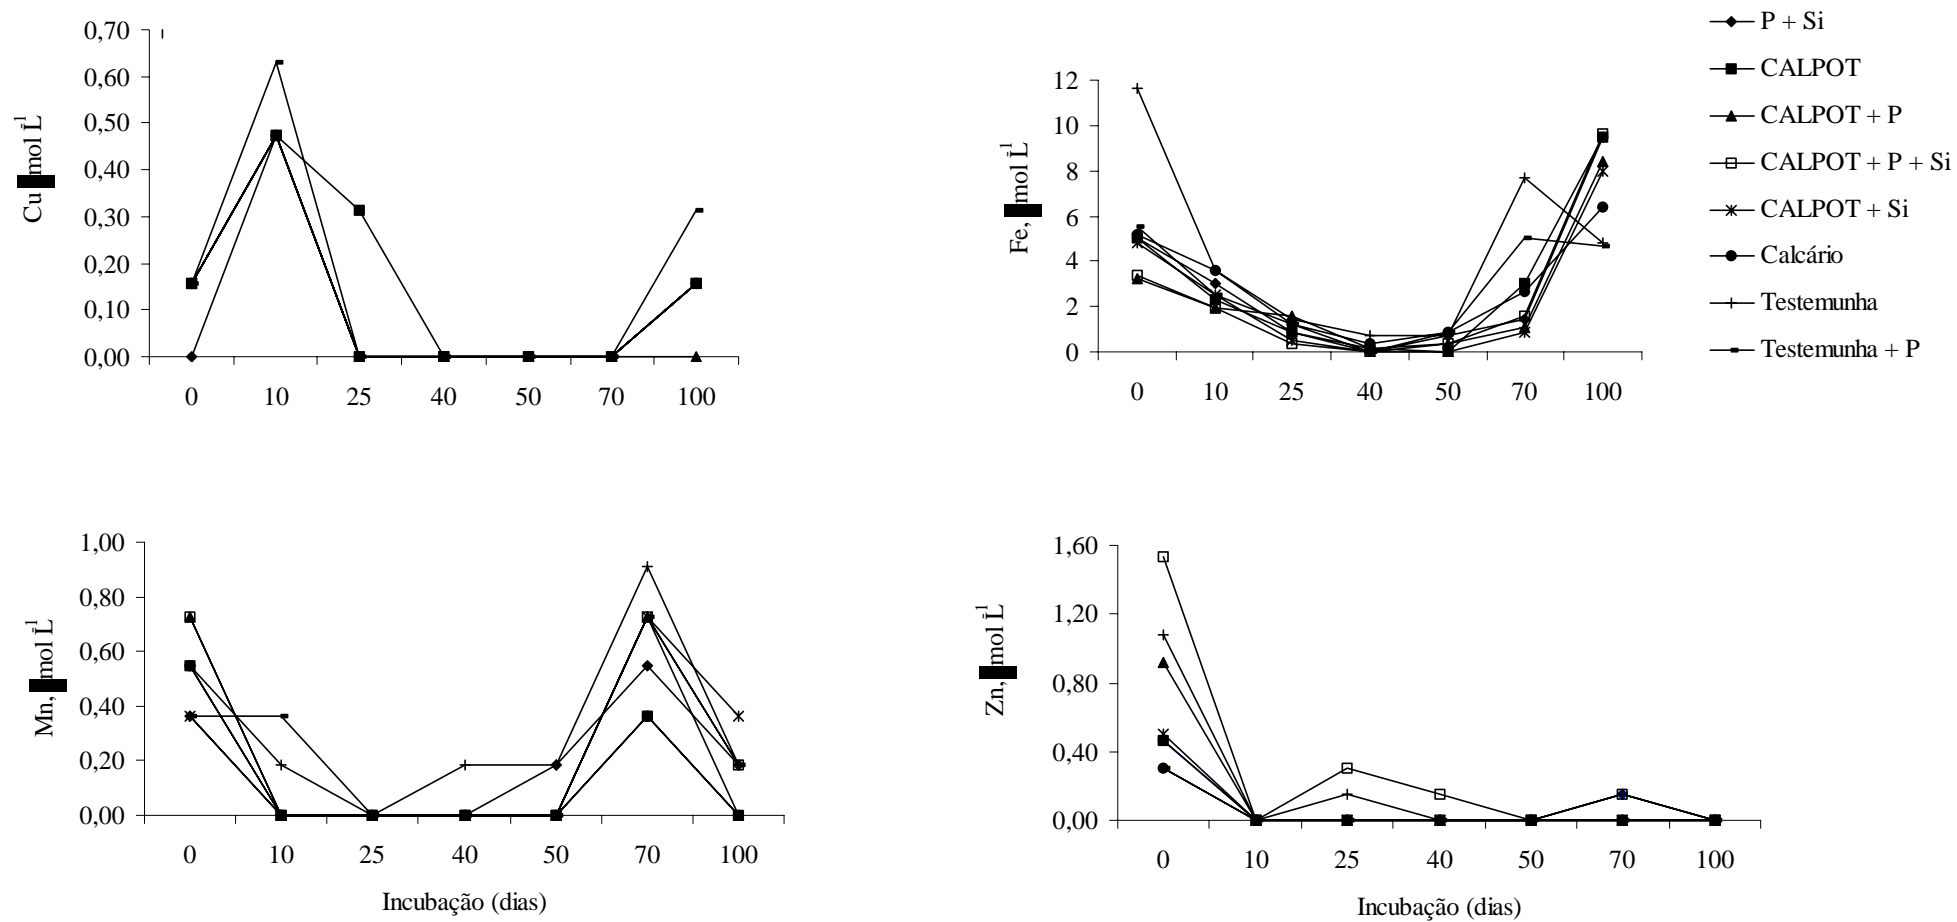 0,70
0,60
0,50
0,40
0,30
0,20
0,10
0,00
Cu mol L-1
0 10 25 40 50 70 100
12
10
8
6
4
2
0
Fe, mol L-1
0 10 25 40 50 70 100
P + Si
CALPOT
CALPOT + P
CALPOT + P + Si
CALPOT + Si
Calcário
Testemunha
Testemunha + P
1,00
0,80
0,60
0,40
0,20
0,00
Mn, mol L-1
0 10 25 40 50 70 100
Incubação (dias)
1,60
1,20
0,80
0,40
0,00
Zn, mol L-1
0 10 25 40 50 70 100
Incubação (dias)